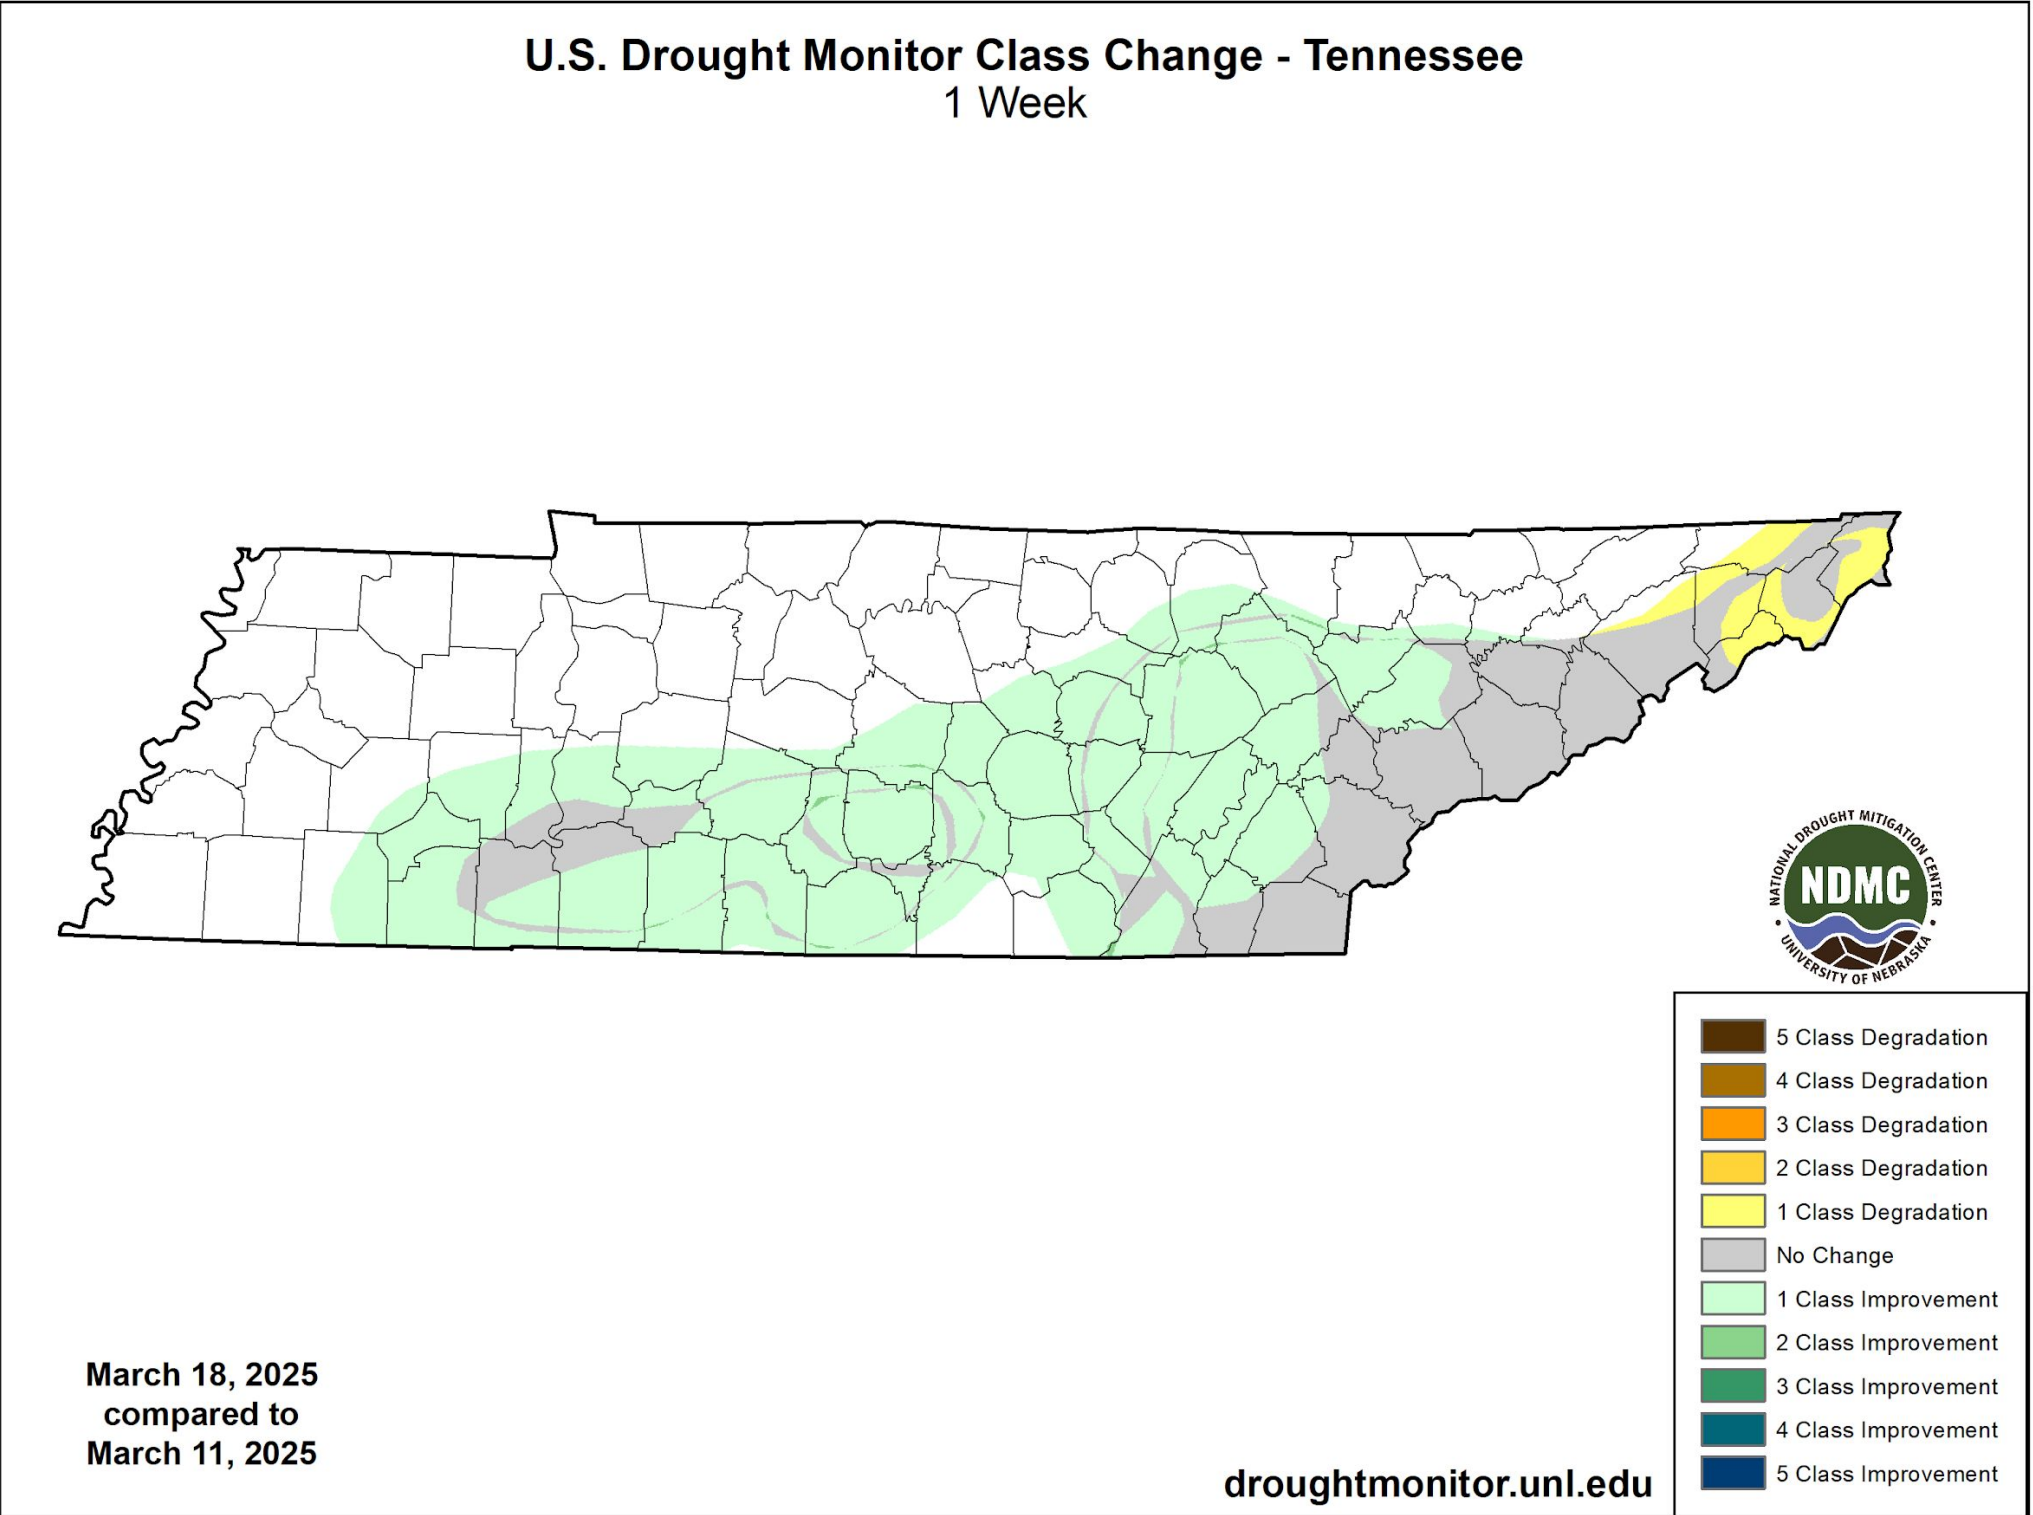 U.S. Drought Monitor Class Change - Tennessee
1 Week
NATIONAL DROUGHT MITIGATION CENTER
NDMC
• UNIVERSITY OF NEBRASKA •
5 Class Degradation
4 Class Degradation
3 Class Degradation
2 Class Degradation
1 Class Degradation
No Change
1 Class Improvement
2 Class Improvement
3 Class Improvement
4 Class Improvement
5 Class Improvement
March 18, 2025
compared to
March 11, 2025
droughtmonitor.unl.edu